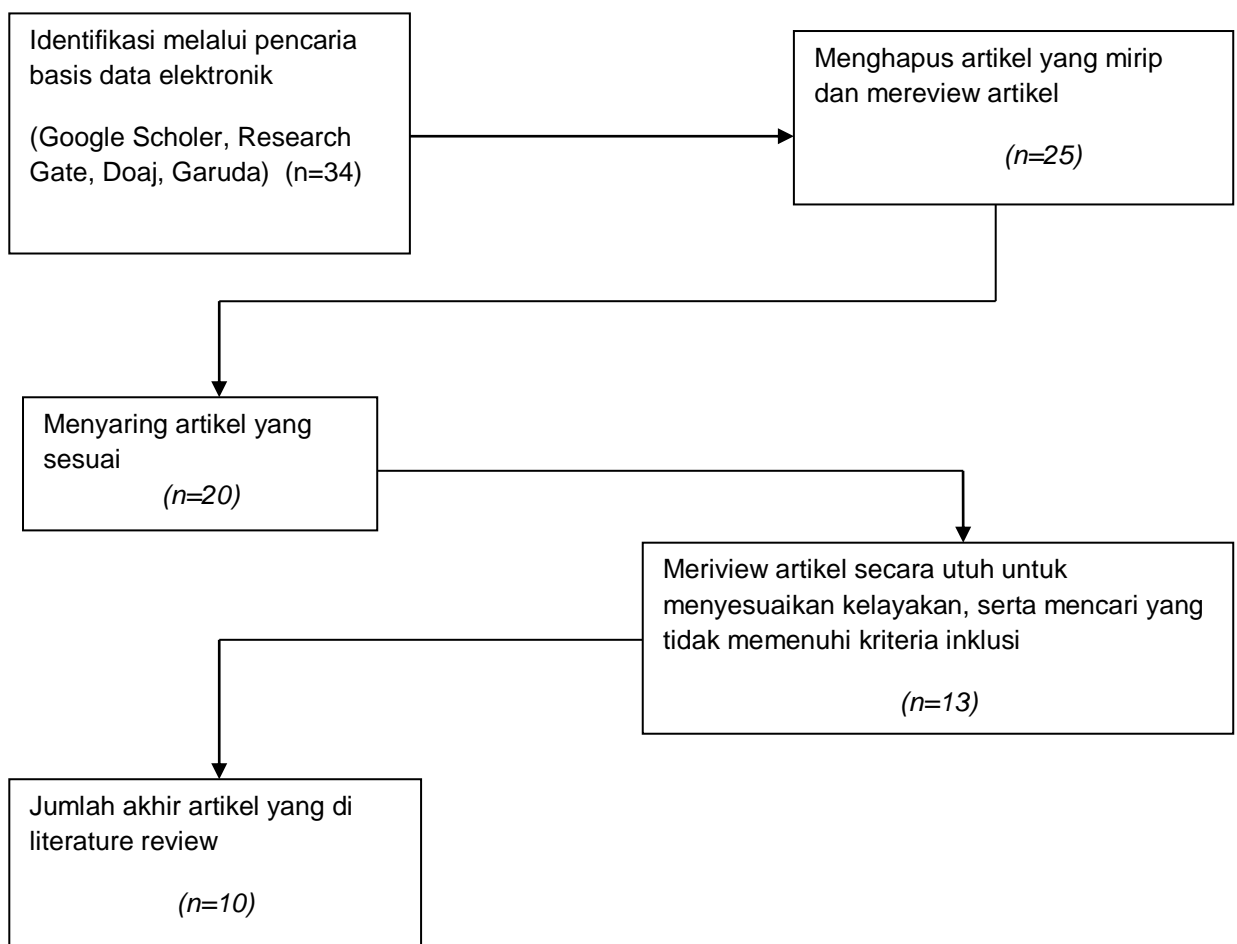 Identifikasi melalui pencaria
basis data elektronik
(Google Scholer, Research
Gate, Doaj, Garuda)  (n=34)
Menghapus artikel yang mirip
dan mereview artikel
(n=25)
Menyaring artikel yang
sesuai
(n=20)
Meriview artikel secara utuh untuk
menyesuaikan kelayakan, serta mencari yang
tidak memenuhi kriteria inklusi
(n=13)
Jumlah akhir artikel yang di
literature review
(n=10)